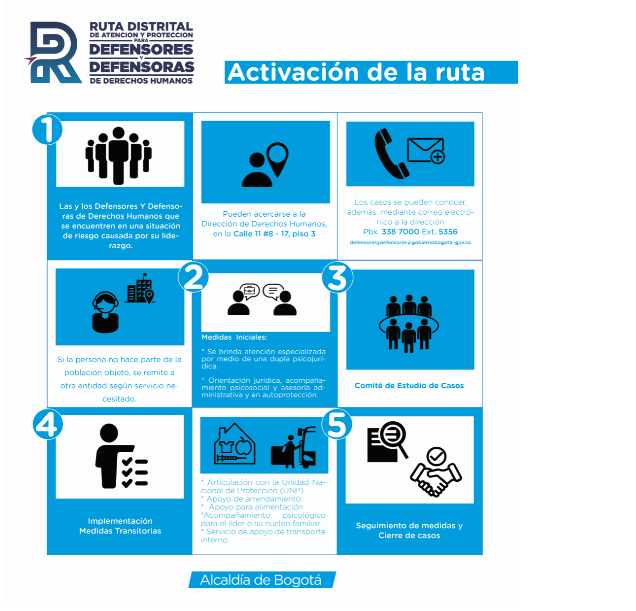 RUTA DISTRITAL
DE ATENCIÓN Y PROTECCIÓN
PARA
DEFENSORES
Y
DEFENSORAS
DE DERECHOS HUMANOS
Activación de la ruta
1
Las y los Defensores Y Defenso-
ras de Derechos Humanos que
se encuentren en una situación
de riesgo causada por su lide-
razgo.
Pueden acercarse a la
Dirección de Derechos Humanos,
en la Calle 11 #8 - 17, piso 3
Los casos se pueden conocer,
además, mediante correo electró-
nico a la dirección
Pbx. 338 7000 Ext. 5356
defensoresydefensoras@gobiernobogota.gov.co
Si la persona no hace parte de la
población objeto, se remite a
otra entidad según servicio ne-
cesitado.
2
Medidas Iniciales:
* Se brinda atención especializada
por medio de una dupla psicojurí-
dica.
* Orientación jurídica, acompaña-
miento psicosocial y asesoría ad-
ministrativa y en autoprotección.
3
Comité de Estudio de Casos
4
Implementación
Medidas Transitorias
* Articulación con la Unidad Na-
cional de Protección (UNP).
* Apoyo de arrendamiento.
* Apoyo para alimentación
*Acompañamiento psicológico
para el líder o su nucleo familiar.
* Servicio de apoyo de transporte
interno.
5
Seguimiento de medidas y
Cierre de casos
Alcaldía de Bogotá